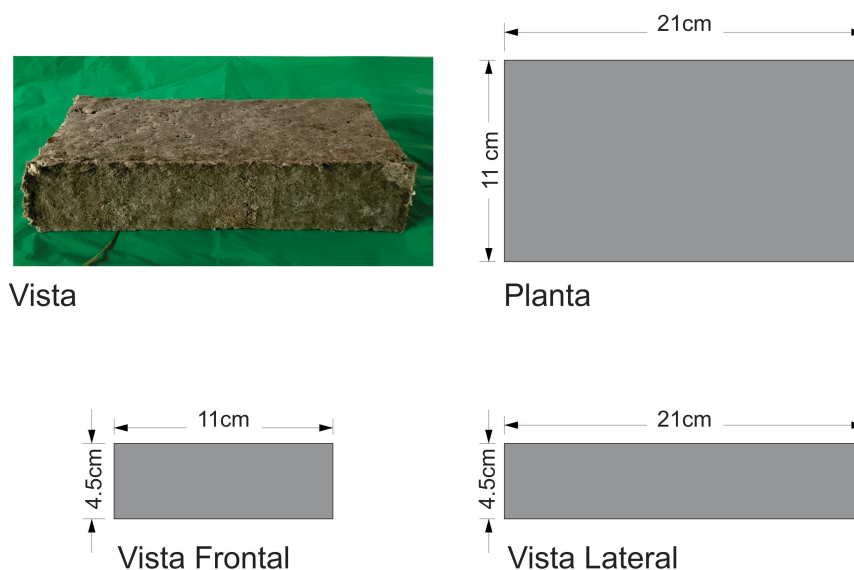 21cm
11 cm
Vista
Planta
11cm
4.5cm
Vista Frontal
21cm
4.5cm
Vista Lateral